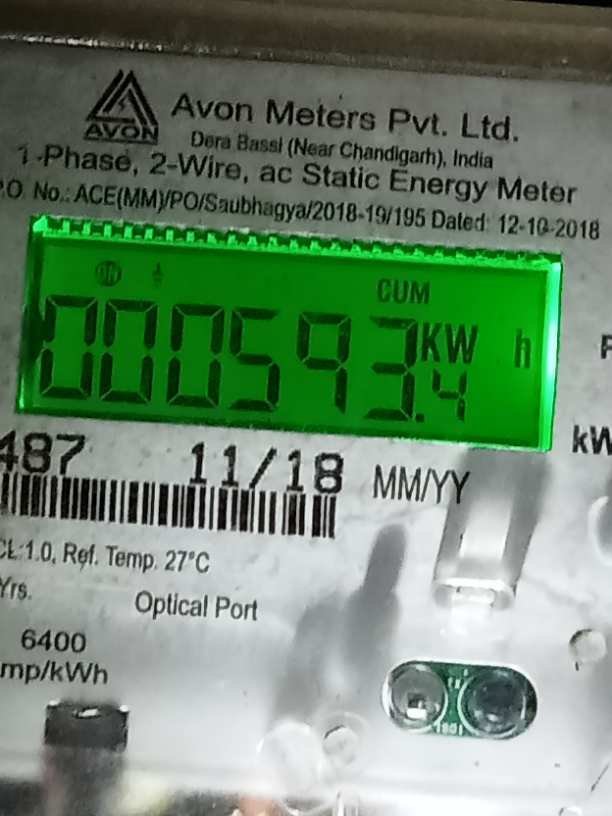 AVON
Avon Meters Pvt. Ltd.
Dera Bassi (Near Chandigarh), India
1-Phase, 2-Wire, ac Static Energy Meter
P.O. No.: ACE(MM)/PO/Saubhagya/2018-19/195 Dated: 12-10-2018
CUM
000593.4 KW h
kW
487 11/18 MM/YY
CL:1.0, Ref. Temp. 27°C
Yrs.
Optical Port
6400
mp/kWh